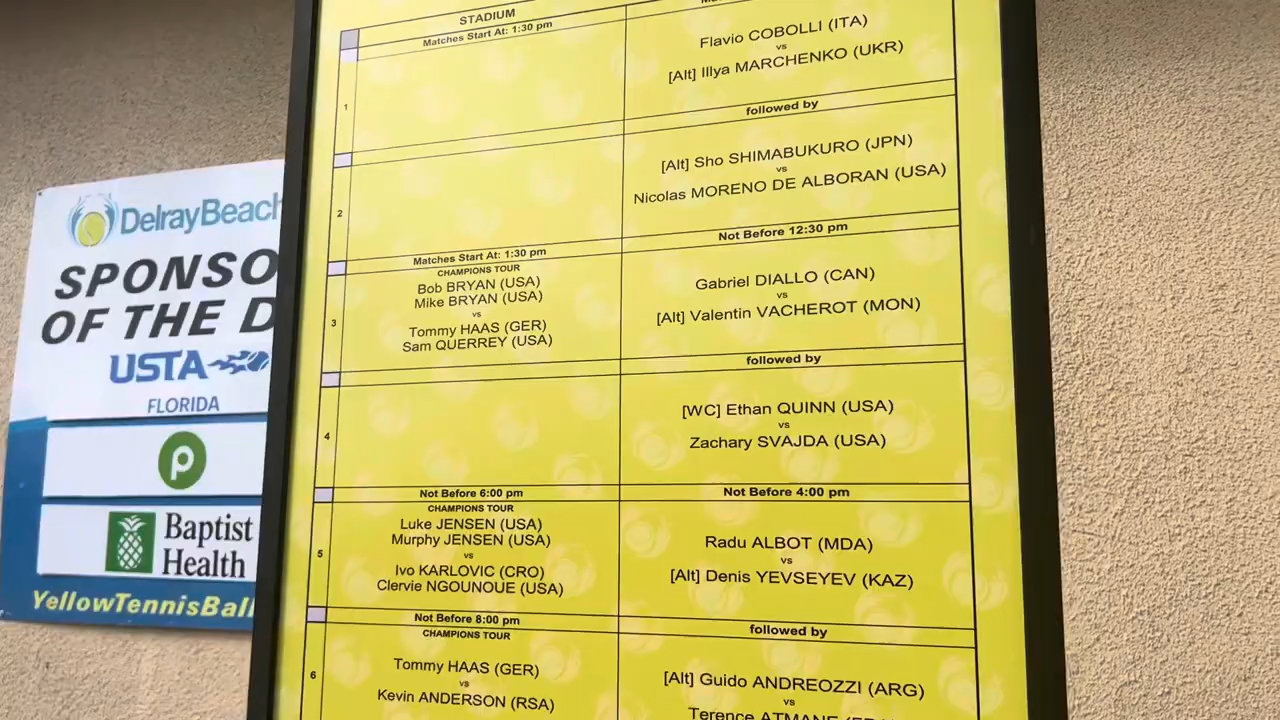 STADIUM
Matches Start At: 1:30 pm
Flavio COBOLLI (ITA)
vs
[Alt] Illya MARCHENKO (UKR)
1
followed by
[Alt] Sho SHIMABUKURO (JPN)
vs
Nicolas MORENO DE ALBORAN (USA)
2
Matches Start At: 1:30 pm
Not Before 12:30 pm
CHAMPIONS TOUR
Bob BRYAN (USA)
Mike BRYAN (USA)
vs
Tommy HAAS (GER)
Sam QUERREY (USA)
3
Gabriel DIALLO (CAN)
vs
[Alt] Valentin VACHEROT (MON)
followed by
4
[WC] Ethan QUINN (USA)
vs
Zachary SVAJDA (USA)
Not Before 6:00 pm
Not Before 4:00 pm
CHAMPIONS TOUR
Luke JENSEN (USA)
Murphy JENSEN (USA)
vs
Ivo KARLOVIC (CRO)
Clervie NGOUNOUE (USA)
5
Radu ALBOT (MDA)
vs
[Alt] Denis YEVSEYEV (KAZ)
Not Before 8:00 pm
followed by
CHAMPIONS TOUR
Tommy HAAS (GER)
vs
Kevin ANDERSON (RSA)
6
[Alt] Guido ANDREOZZI (ARG)
vs
Terence ATMANE
Delray Beach
SPONSO
OF THE D
USTA
FLORIDA
P
Baptist
Health
YellowTennisBall